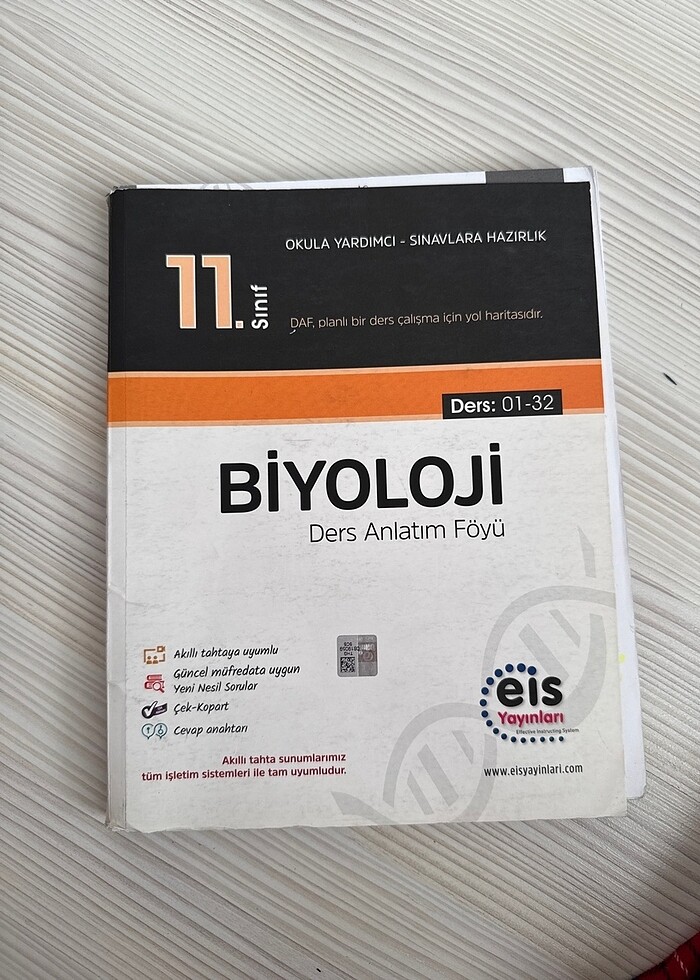 OKULA YARDIMCI - SINAVLARA HAZIRLIK
11. Sınıf
DAF, planlı bir ders çalışma için yol haritasıdır.
Ders: 01-32
BİYOLOJİ
Ders Anlatım Föyü
Akıllı tahtaya uyumlu
Güncel müfredata uygun
Yeni Nesil Sorular
Çek-Kopart
Cevap anahtarı
Akıllı tahta sunumlarımız
tüm işletim sistemleri ile tam uyumludur.
eis
Yayınları
Effective Instructing System
www.eisyayinlari.com